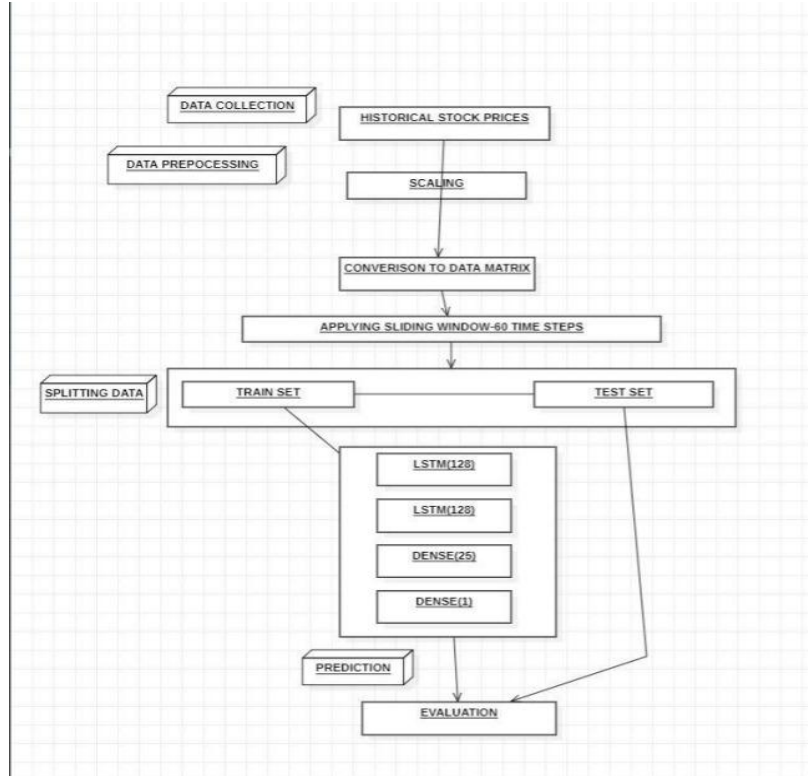 DATA COLLECTION
HISTORICAL STOCK PRICES
DATA PREPOCESSING
SCALING
CONVERISON TO DATA MATRIX
APPLYING SLIDING WINDOW-60 TIME STEPS
SPLITTING DATA
TRAIN SET
TEST SET
LSTM(128)
LSTM(128)
DENSE(25)
DENSE(1)
PREDICTION
EVALUATION